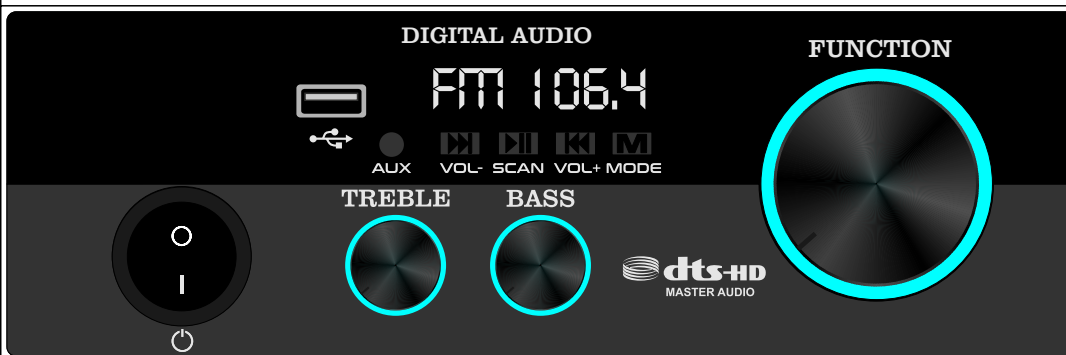 DIGITAL AUDIO
FUNCTION
FM 106.4
M
AUX VOL- SCAN VOL+ MODE
TREBLE BASS
dts-HD
MASTER AUDIO